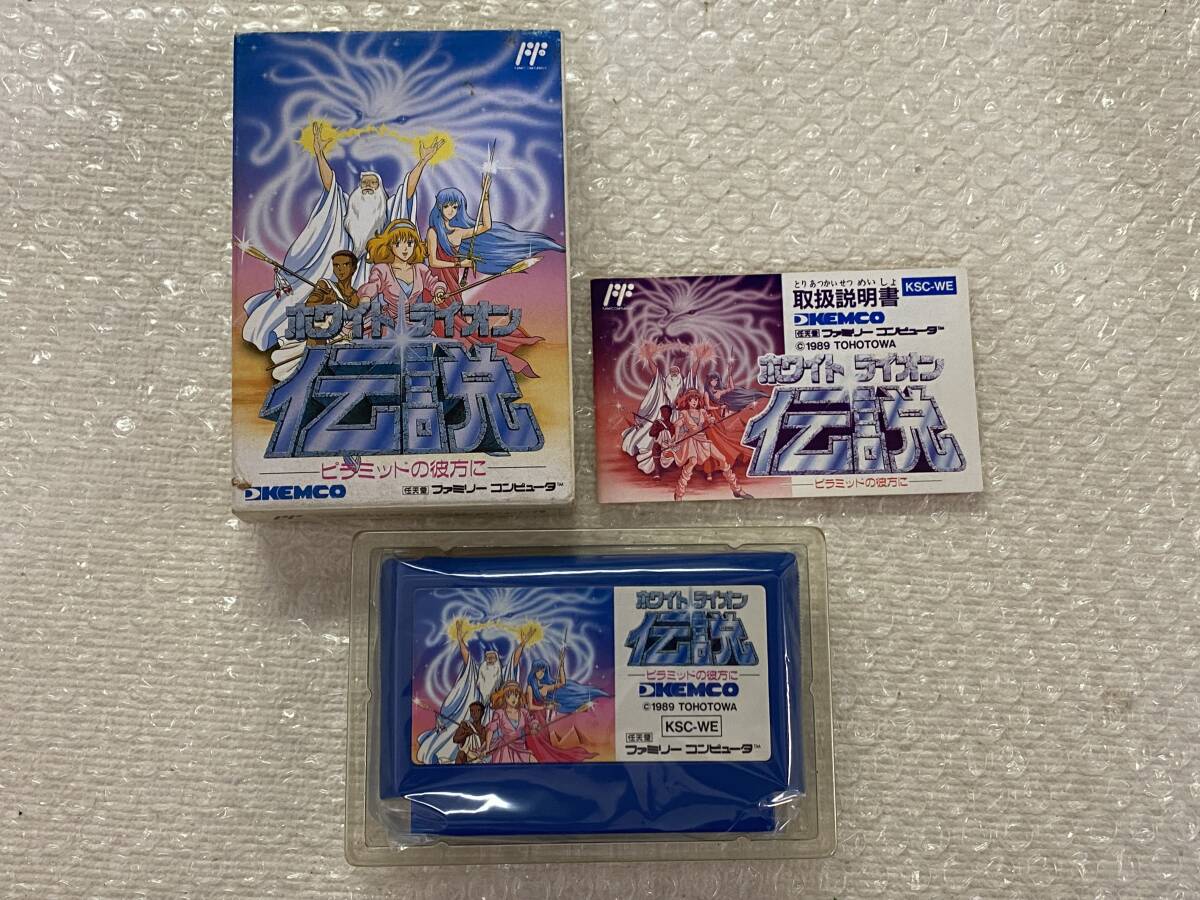 ホワイト ライオン
伝説
ピラミッドの彼方に
KEMCO
任天堂 ファミリー コンピュータ™
とりあつかいせつめいしょ
取扱説明書
KSC-WE
KEMCO
任天堂 ファミリー コンピュータ™
©1989 TOHOTOWA
ホワイト ライオン
伝説
ピラミッドの彼方に
ホワイト ライオン
伝説
ピラミッドの彼方に
KEMCO
©1989 TOHOTOWA
KSC-WE
任天堂 ファミリー コンピュータ™